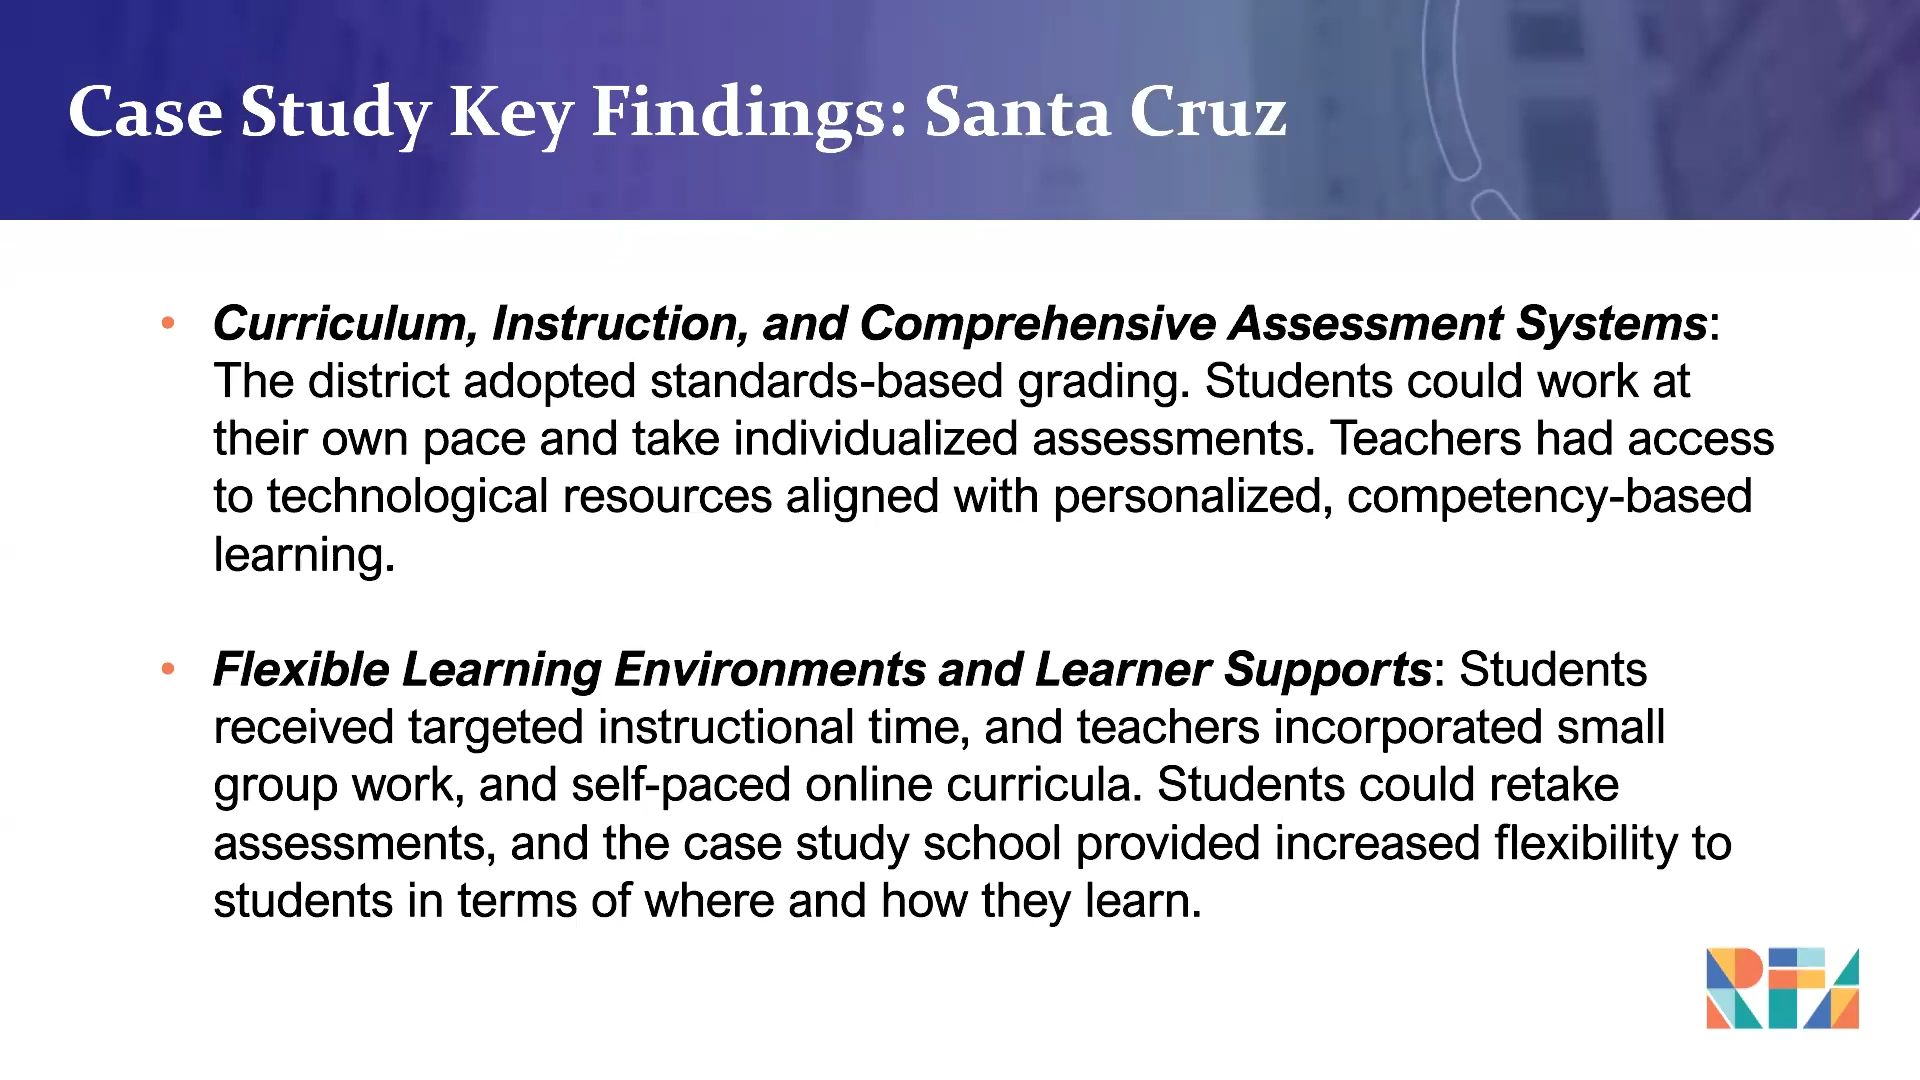 Case Study Key Findings: Santa Cruz
• Curriculum, Instruction, and Comprehensive Assessment Systems:
The district adopted standards-based grading. Students could work at
their own pace and take individualized assessments. Teachers had access
to technological resources aligned with personalized, competency-based
learning.
• Flexible Learning Environments and Learner Supports: Students
received targeted instructional time, and teachers incorporated small
group work, and self-paced online curricula. Students could retake
assessments, and the case study school provided increased flexibility to
students in terms of where and how they learn.
RFA